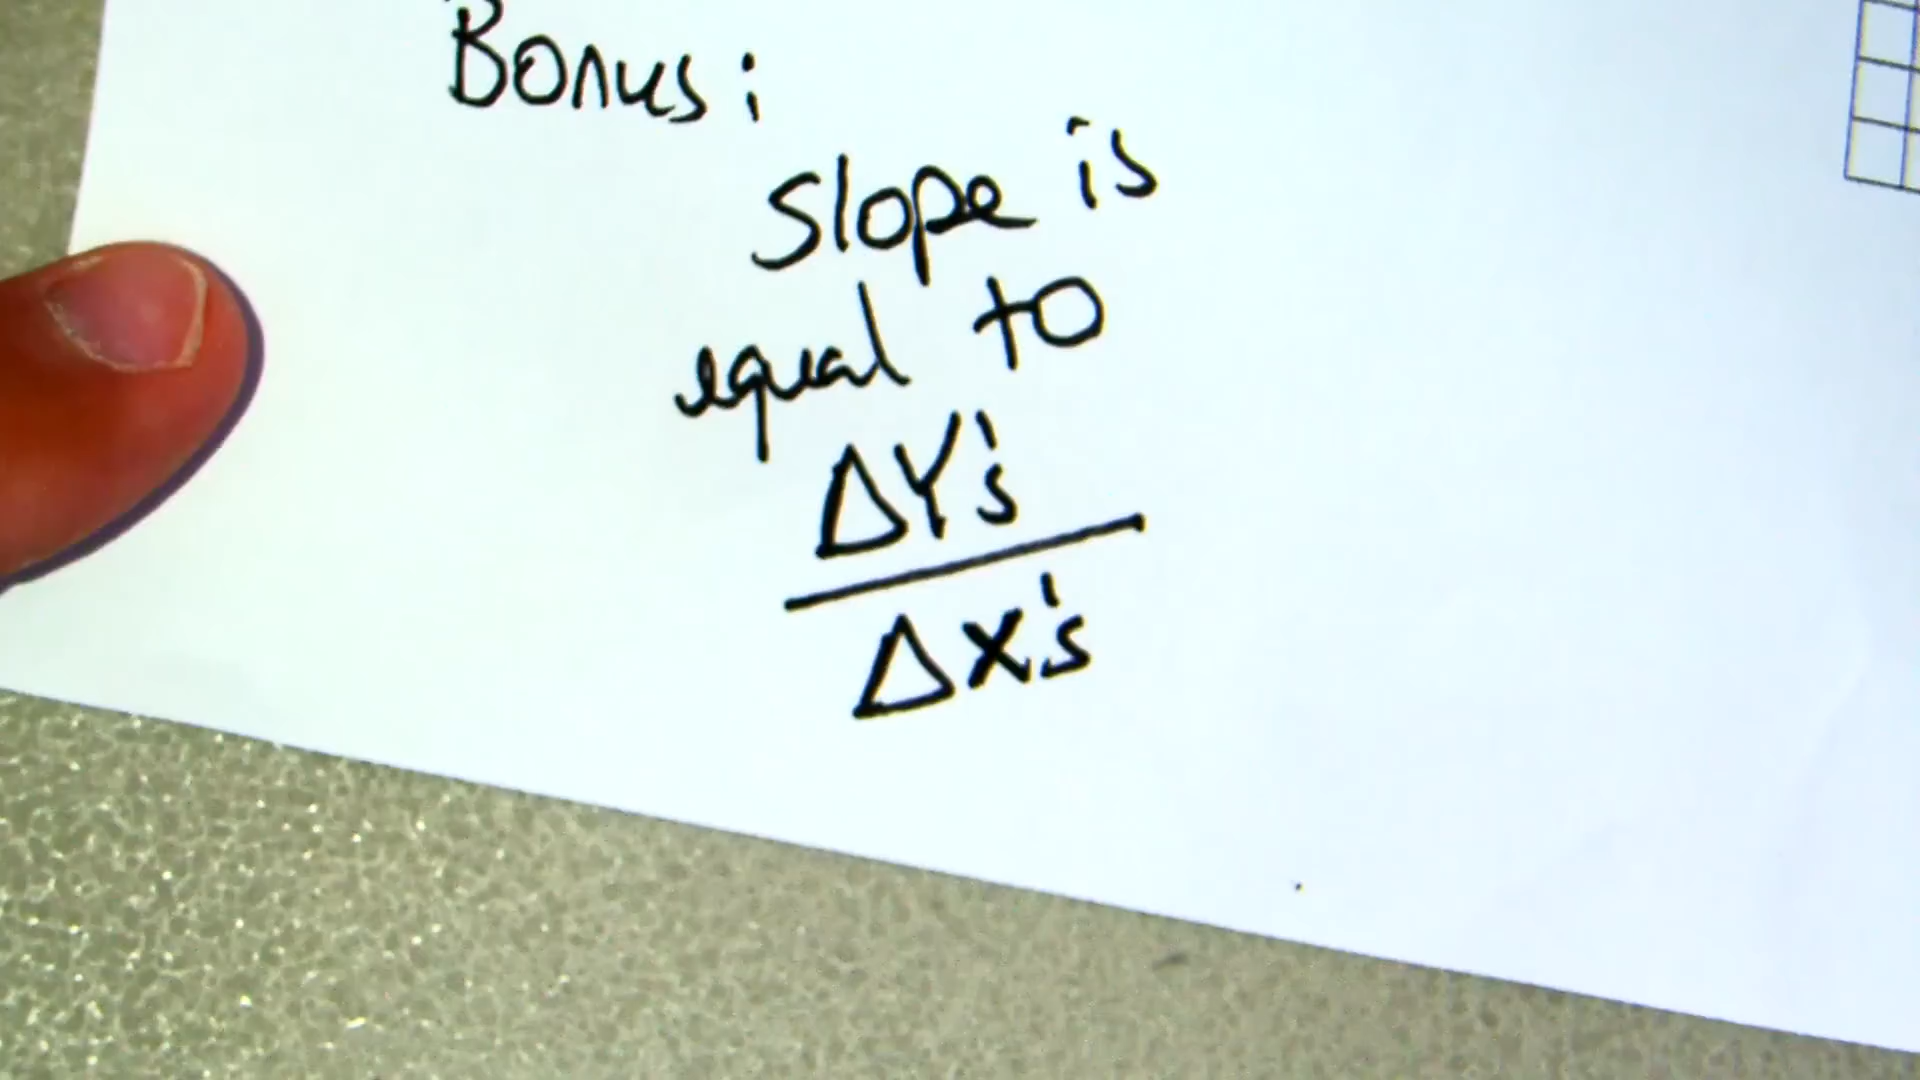 Bonus:
slope is
equal to
ΔY's
ΔX's